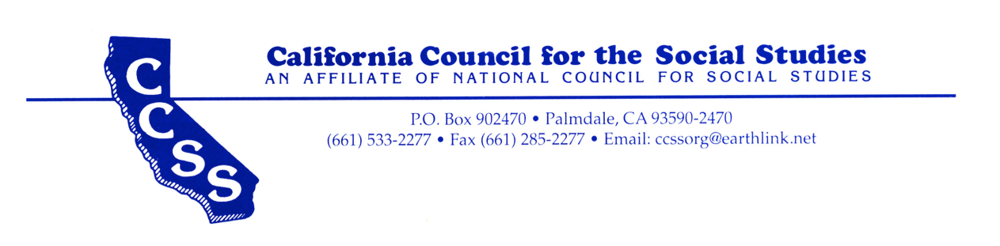 C
C
S
S
California Council for the Social Studies
AN AFFILIATE OF NATIONAL COUNCIL FOR SOCIAL STUDIES
P.O. Box 902470 • Palmdale, CA 93590-2470
(661) 533-2277 • Fax (661) 285-2277 • Email: ccssorg@earthlink.net